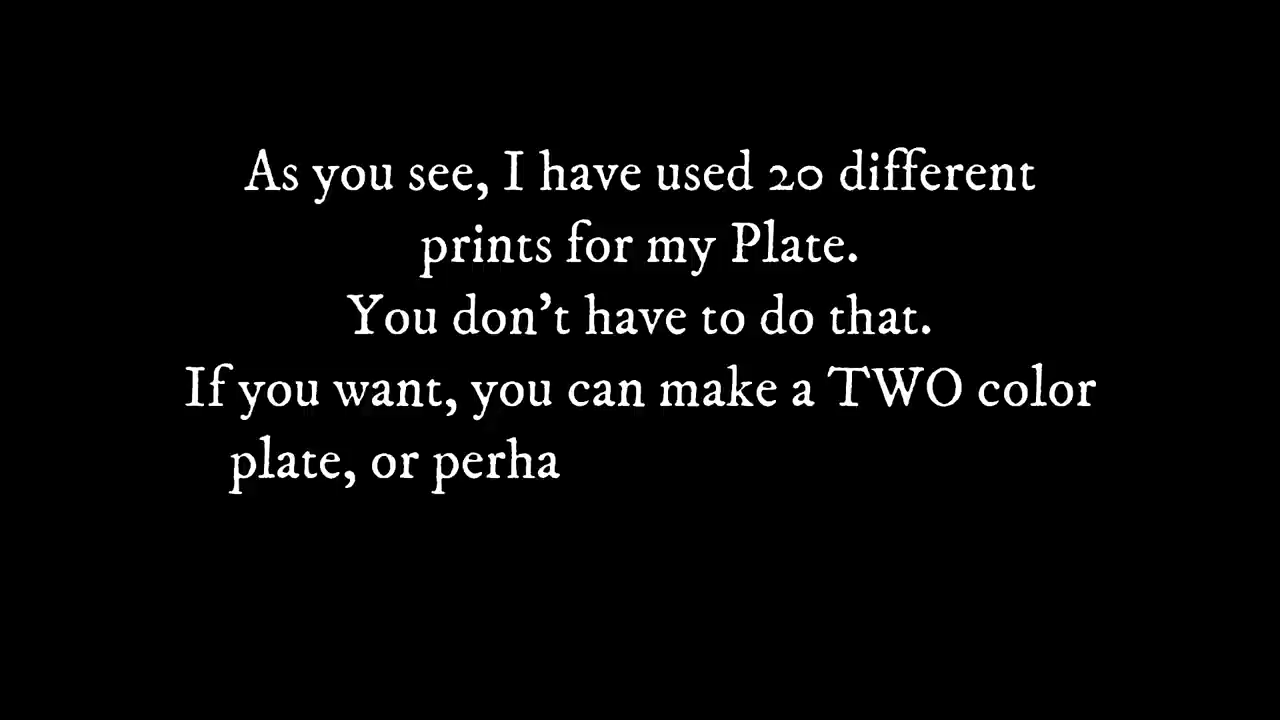 As you see, I have used 20 different
prints for my Plate.
You don't have to do that.
If you want, you can make a TWO color
plate, or perha